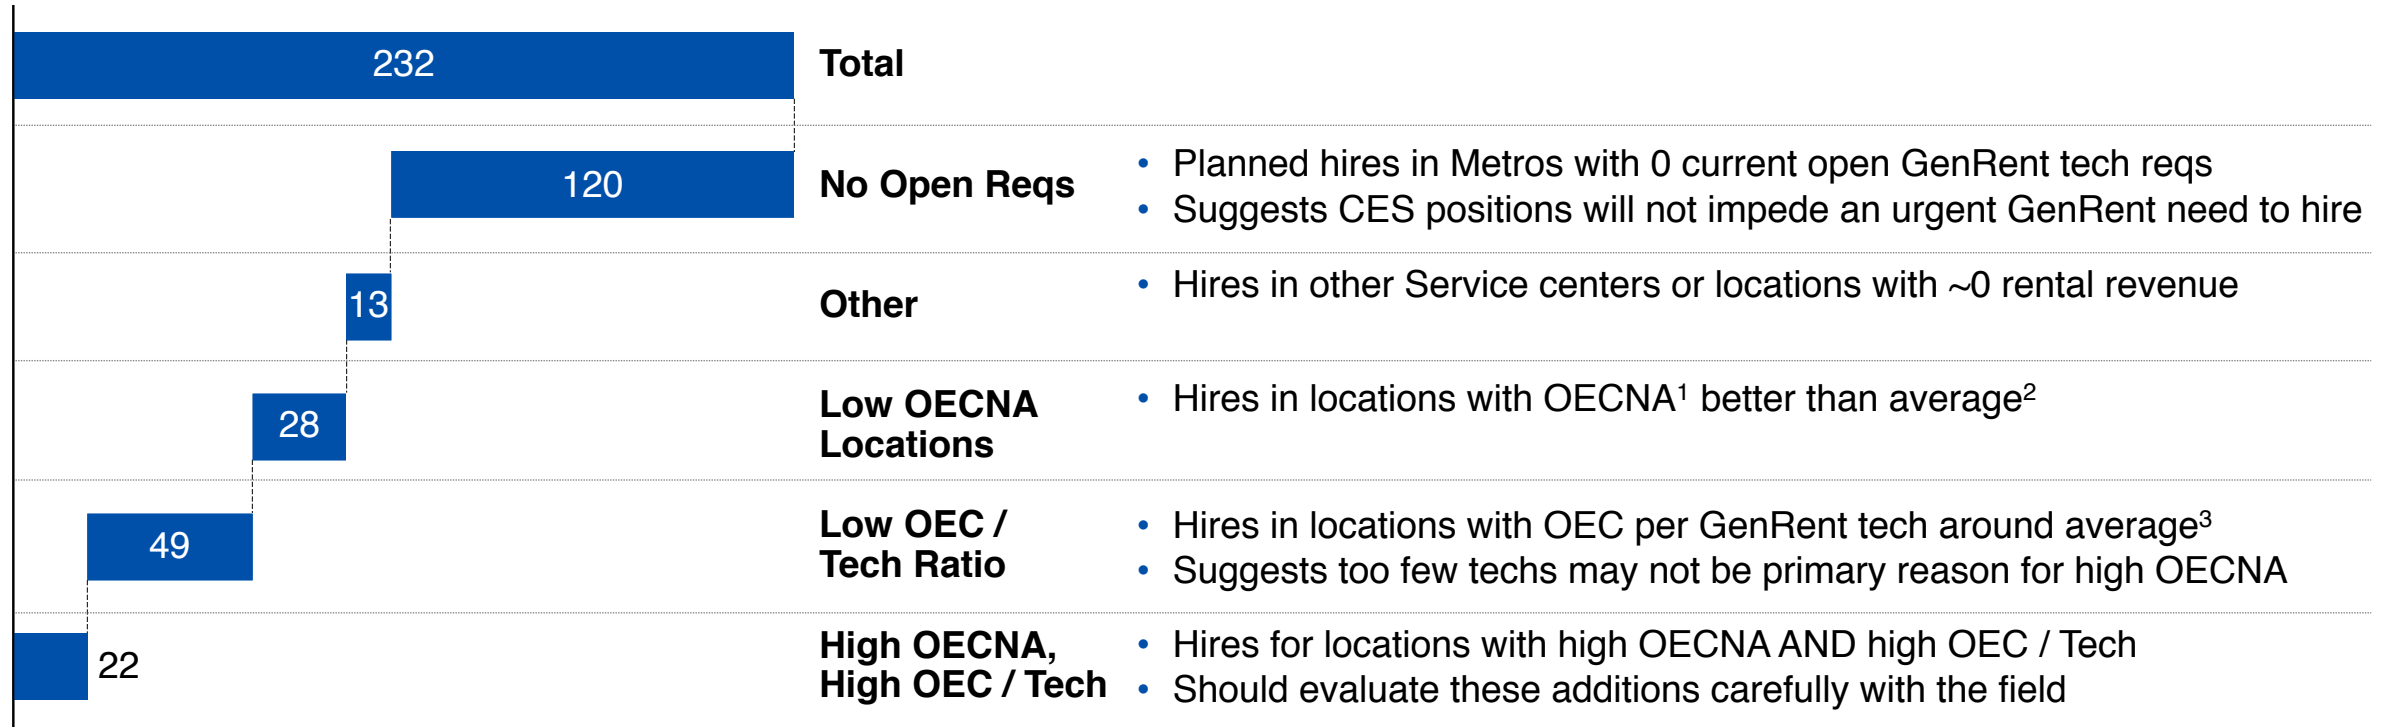 232
Total
120
No Open Reqs
• Planned hires in Metros with 0 current open GenRent tech reqs
• Suggests CES positions will not impede an urgent GenRent need to hire
13
Other
• Hires in other Service centers or locations with ~0 rental revenue
28
Low OECNA
Locations
• Hires in locations with OECNA¹ better than average²
49
Low OEC /
Tech Ratio
• Hires in locations with OEC per GenRent tech around average³
• Suggests too few techs may not be primary reason for high OECNA
22
High OECNA,
High OEC / Tech
• Hires for locations with high OECNA AND high OEC / Tech
• Should evaluate these additions carefully with the field